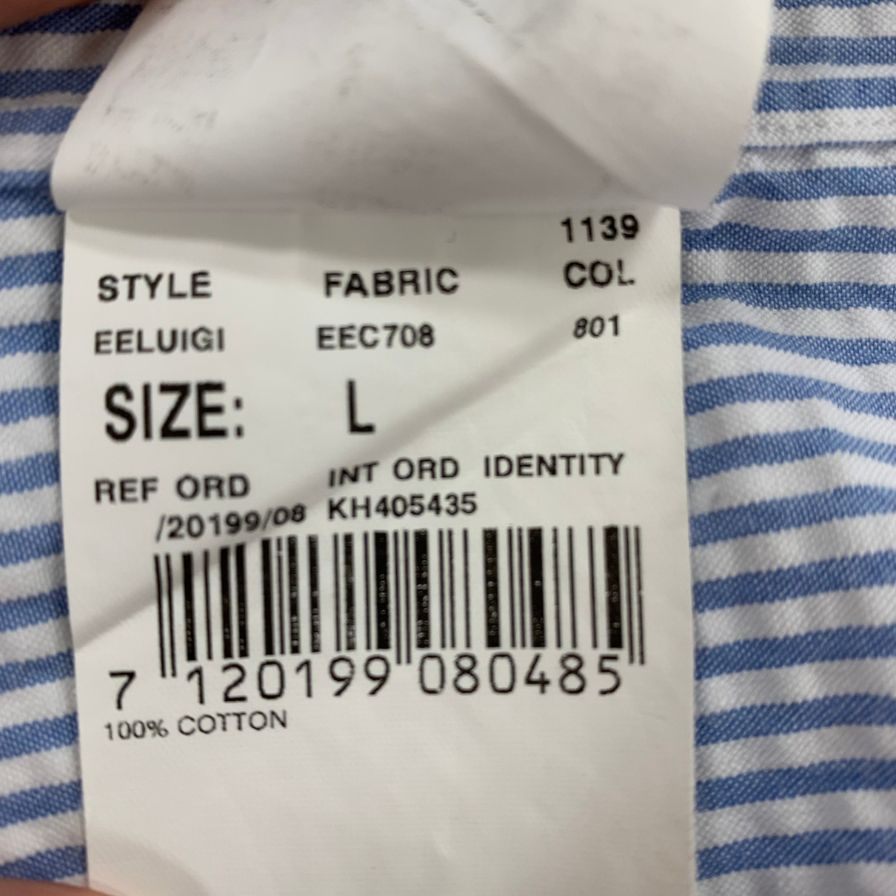 1139
STYLE FABRIC COL.
EELUIGI EEC708 801
SIZE: L
REF ORD INT ORD IDENTITY
/20199/08 KH405435
7 120199 080485
100% COTTON